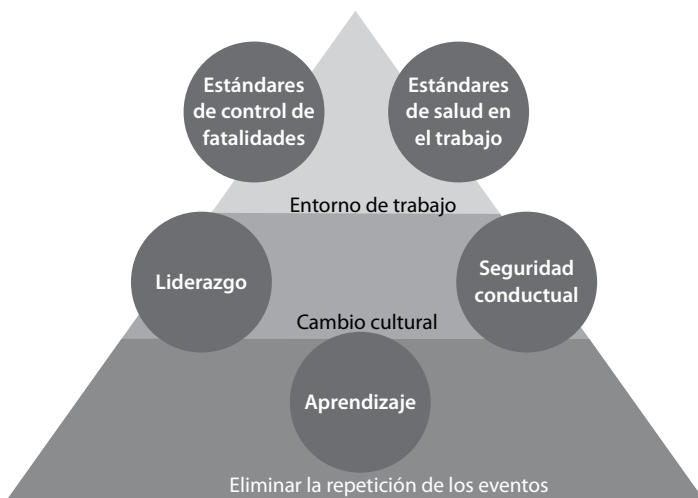 Estándares
de control de
fatalidades
Estándares
de salud en
el trabajo
Entorno de trabajo
Liderazgo
Seguridad
conductual
Cambio cultural
Aprendizaje
Eliminar la repetición de los eventos